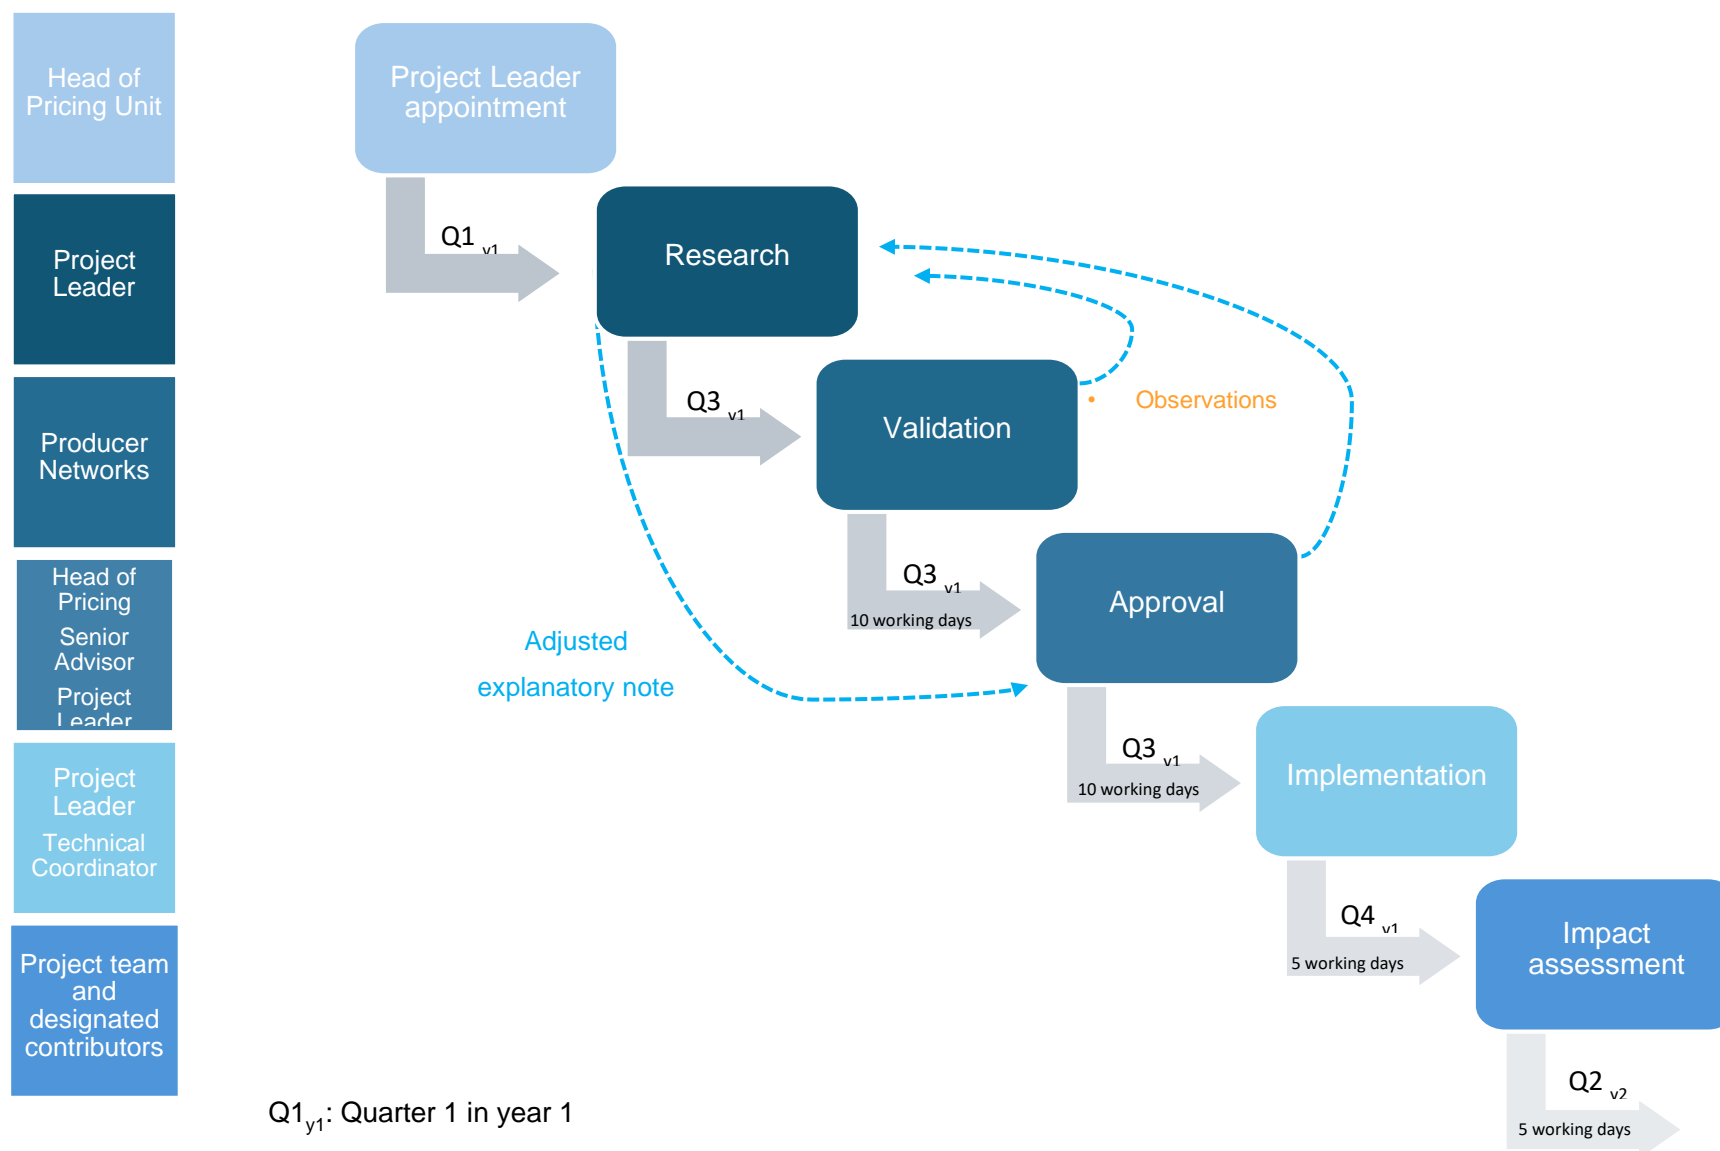 Head of
Pricing Unit
Project Leader
appointment
Project
Leader
Q1 y1
Research
Producer
Networks
Q3 y1
Validation
• Observations
Head of
Pricing
Senior
Advisor
Project
Leader
Q3 y1
10 working days
Approval
Adjusted
explanatory note
Project
Leader
Technical
Coordinator
Q3 y1
10 working days
Implementation
Project team
and
designated
contributors
Q4 y1
5 working days
Impact
assessment
Q2 y2
5 working days
Q1y1: Quarter 1 in year 1